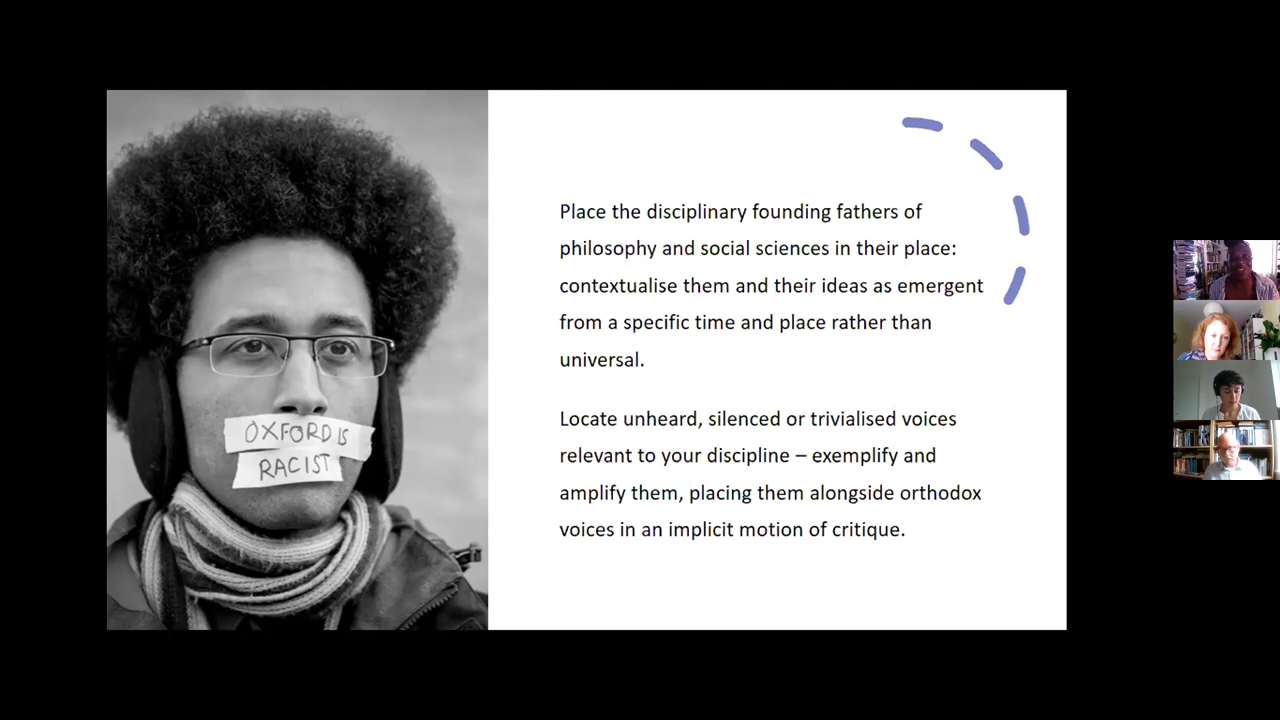 OXFORD IS
RACIST
Place the disciplinary founding fathers of
philosophy and social sciences in their place:
contextualise them and their ideas as emergent
from a specific time and place rather than
universal.
Locate unheard, silenced or trivialised voices
relevant to your discipline – exemplify and
amplify them, placing them alongside orthodox
voices in an implicit motion of critique.